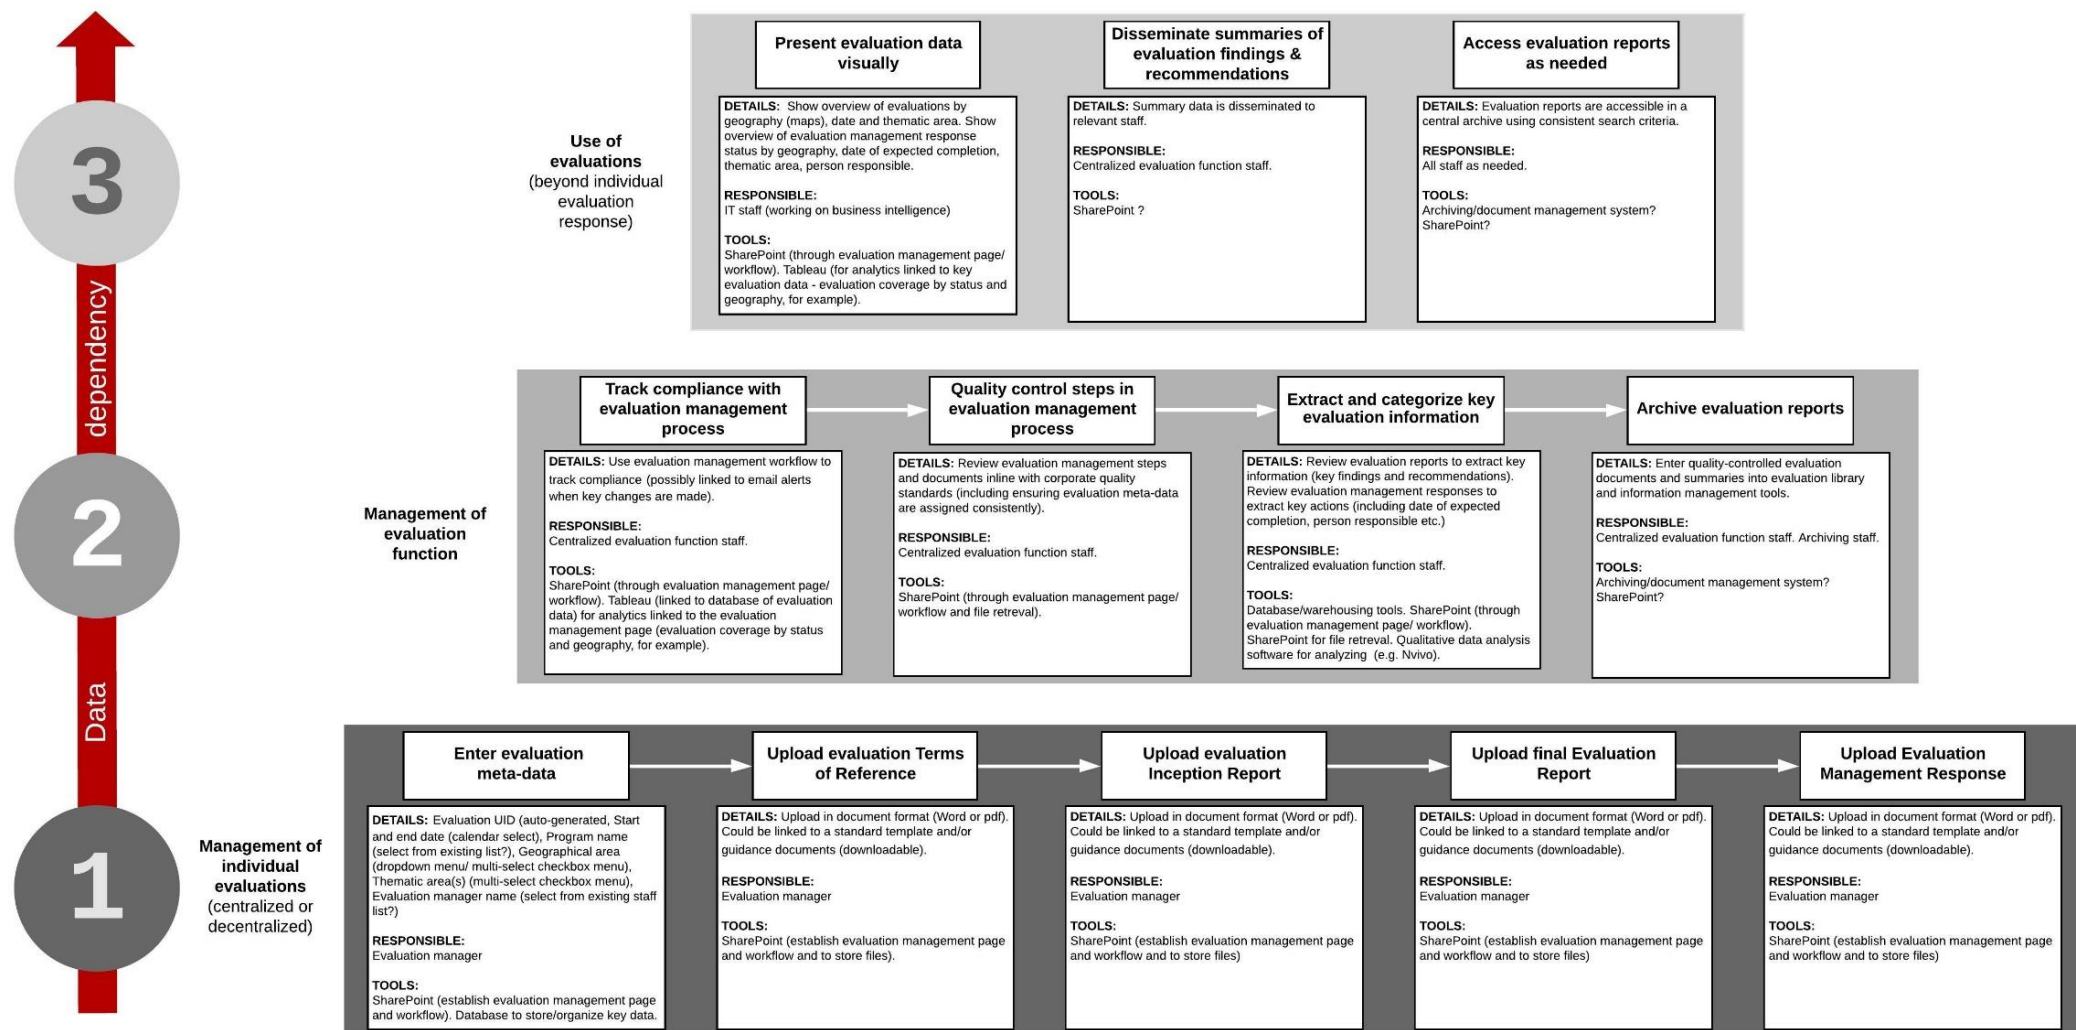 3
Use of
evaluations
(beyond individual
evaluation
response)
Present evaluation data
visually
DETAILS: Show overview of evaluations by
geography (maps), date and thematic area. Show
overview of evaluation management response
status by geography, date of expected completion,
thematic area, person responsible.
RESPONSIBLE:
IT staff (working on business intelligence)
TOOLS:
SharePoint (through evaluation management page/
workflow). Tableau (for analytics linked to key
evaluation data - evaluation coverage by status and
geography, for example).
Disseminate summaries of
evaluation findings &
recommendations
DETAILS: Summary data is disseminated to
relevant staff.
RESPONSIBLE:
Centralized evaluation function staff.
TOOLS:
SharePoint ?
Access evaluation reports
as needed
DETAILS: Evaluation reports are accessible in a
central archive using consistent search criteria.
RESPONSIBLE:
All staff as needed.
TOOLS:
Archiving/document management system?
SharePoint?
dependency
2
Management of
evaluation
function
Track compliance with
evaluation management
process
DETAILS: Use evaluation management workflow to
track compliance (possibly linked to email alerts
when key changes are made).
RESPONSIBLE:
Centralized evaluation function staff.
TOOLS:
SharePoint (through evaluation management page/
workflow). Tableau (linked to database of evaluation
data) for analytics linked to the evaluation
management page (evaluation coverage by status
and geography, for example).
Quality control steps in
evaluation management
process
DETAILS: Review evaluation management steps
and documents inline with corporate quality
standards (including ensuring evaluation meta-data
are assigned consistently).
RESPONSIBLE:
Centralized evaluation function staff.
TOOLS:
SharePoint (through evaluation management page/
workflow and file retreval).
Extract and categorize key
evaluation information
DETAILS: Review evaluation reports to extract key
information (key findings and recommendations).
Review evaluation management responses to
extract key actions (including date of expected
completion, person responsible etc.)
RESPONSIBLE:
Centralized evaluation function staff.
TOOLS:
Database/warehousing tools. SharePoint (through
evaluation management page/ workflow).
SharePoint for file retreval. Qualitative data analysis
software for analyzing (e.g. Nvivo).
Archive evaluation reports
DETAILS: Enter quality-controlled evaluation
documents and summaries into evaluation library
and information management tools.
RESPONSIBLE:
Centralized evaluation function staff. Archiving staff.
TOOLS:
Archiving/document management system?
SharePoint?
Data
1
Management of
individual
evaluations
(centralized or
decentralized)
Enter evaluation
meta-data
DETAILS: Evaluation UID (auto-generated, Start
and end date (calendar select), Program name
(select from existing list?), Geographical area
(dropdown menu/ multi-select checkbox menu),
Thematic area(s) (multi-select checkbox menu),
Evaluation manager name (select from existing staff
list?)
RESPONSIBLE:
Evaluation manager
TOOLS:
SharePoint (establish evaluation management page
and workflow). Database to store/organize key data.
Upload evaluation Terms
of Reference
DETAILS: Upload in document format (Word or pdf).
Could be linked to a standard template and/or
guidance documents (downloadable).
RESPONSIBLE:
Evaluation manager
TOOLS:
SharePoint (establish evaluation management page
and workflow and to store files).
Upload evaluation
Inception Report
DETAILS: Upload in document format (Word or pdf).
Could be linked to a standard template and/or
guidance documents (downloadable).
RESPONSIBLE:
Evaluation manager
TOOLS:
SharePoint (establish evaluation management page
and workflow and to store files)
Upload final Evaluation
Report
DETAILS: Upload in document format (Word or pdf).
Could be linked to a standard template and/or
guidance documents (downloadable).
RESPONSIBLE:
Evaluation manager
TOOLS:
SharePoint (establish evaluation management page
and workflow and to store files)
Upload Evaluation
Management Response
DETAILS: Upload in document format (Word or pdf).
Could be linked to a standard template and/or
guidance documents (downloadable).
RESPONSIBLE:
Evaluation manager
TOOLS:
SharePoint (establish evaluation management page
and workflow and to store files)